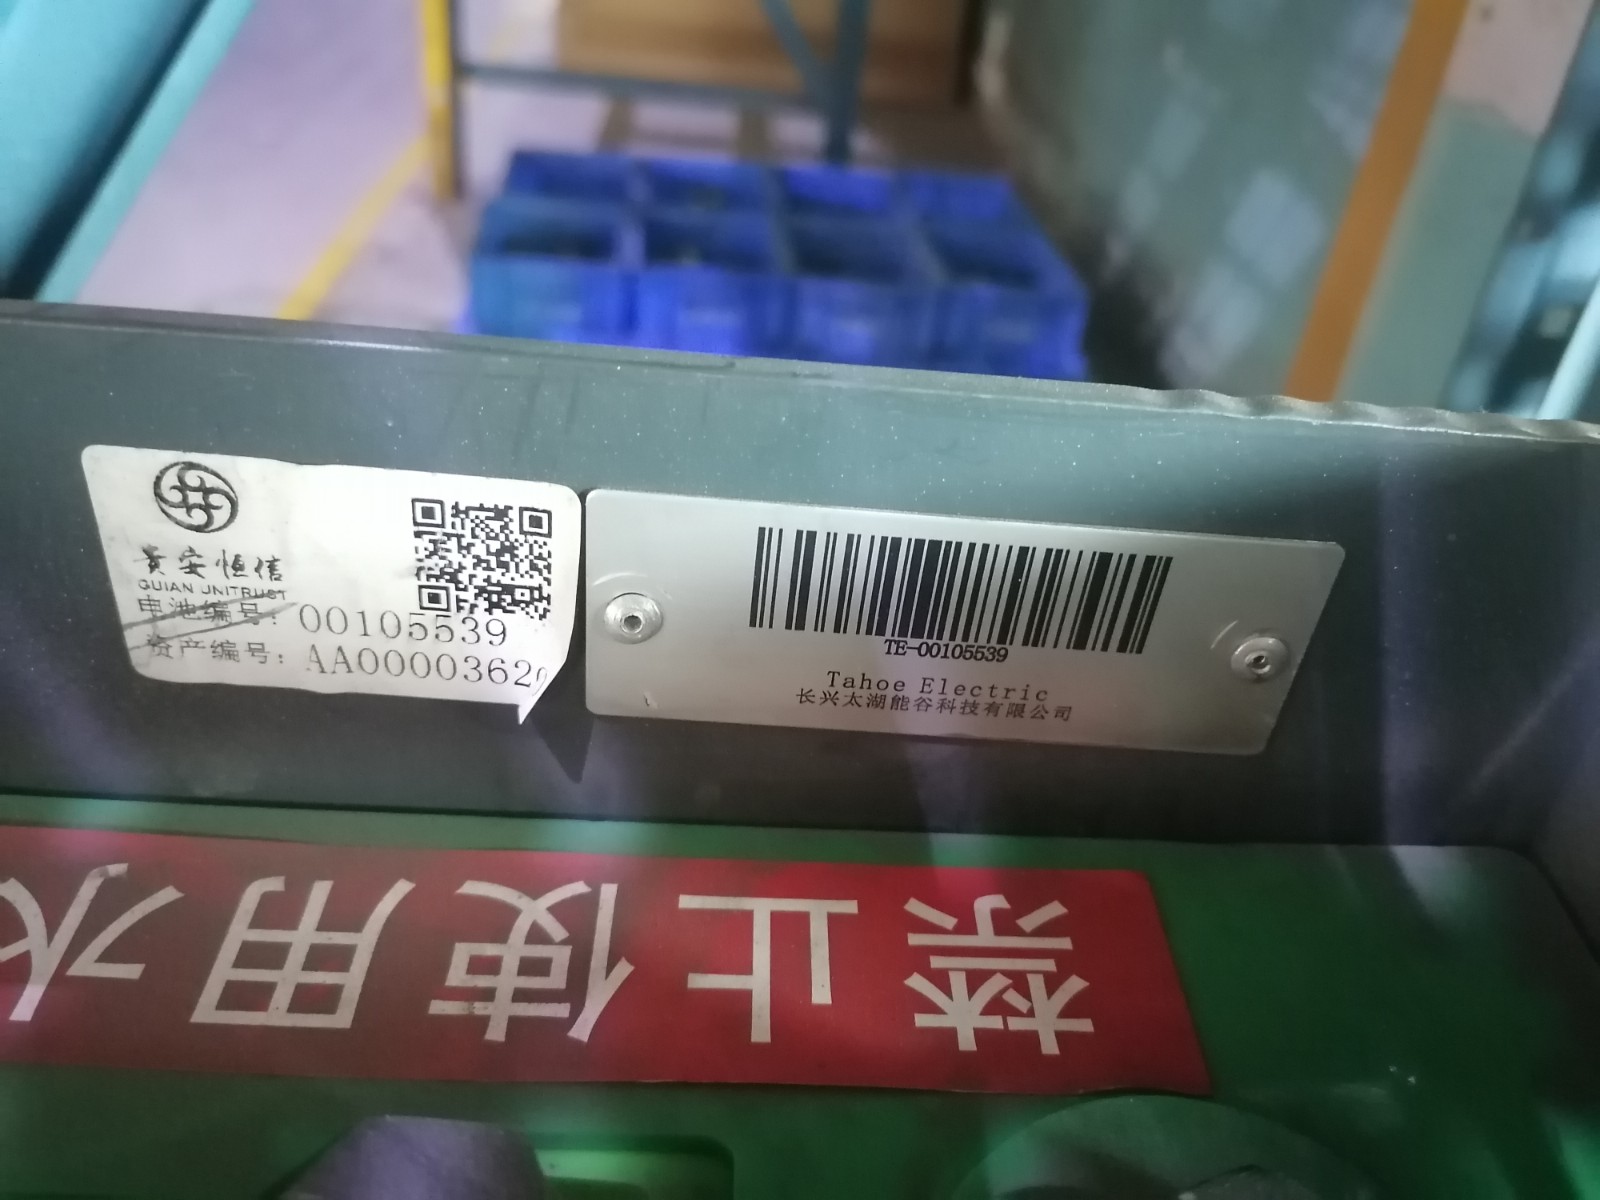 贵安恒信
GUIAN UNITRUST
电池编号: 00105539
资产编号: AA00003620
TE-00105539
Tahoe Electric
长兴太湖能谷科技有限公司
禁止使用水